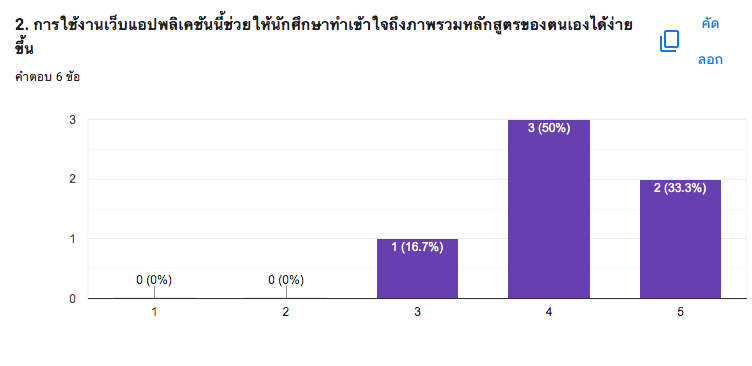 2. การใช้งานเว็บแอปพลิเคชันนี้ช่วยให้นักศึกษาทำเข้าใจถึงภาพรวมหลักสูตรของตนเองได้ง่าย
ขึ้น
คัด
ลอก
คำตอบ 6 ข้อ
3
2
1
0
0 (0%)
0 (0%)
1 (16.7%)
3 (50%)
2 (33.3%)
1
2
3
4
5